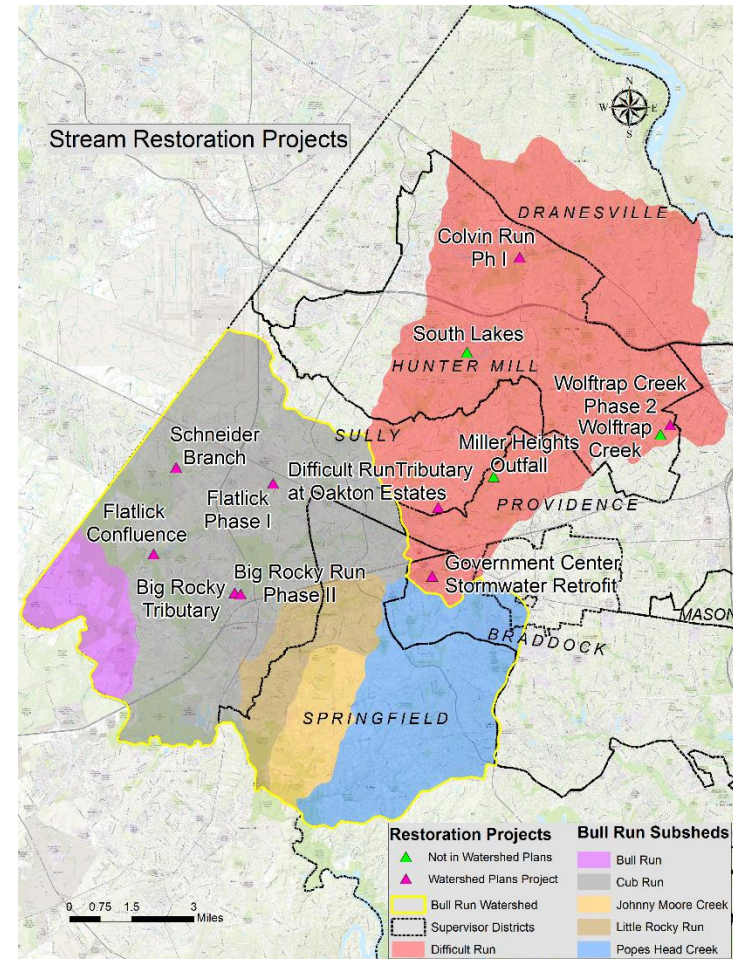 Stream Restoration Projects
N
W E
S
DRANESVILLE
Colvin Run
Ph I
South Lakes
HUNTER MILL
Wolftrap Creek
Phase 2
Wolftrap
Creek
SULLY
Schneider
Branch
Miller Heights
Outfall
Difficult RunTributary
at Oakton Estates
Flatlick
Phase I
PROVIDENCE
Flatlick
Confluence
Government Center
Stormwater Retrofit
Big Rocky
Tributary
Big Rocky Run
Phase II
MASON
BRADDOCK
SPRINGFIELD
Restoration Projects
Not in Watershed Plans
Watershed Plans Project
Bull Run Watershed
Supervisor Districts
Difficult Run
Bull Run Subsheds
Bull Run
Cub Run
Johnny Moore Creek
Little Rocky Run
Popes Head Creek
0 0.75 1.5 3
Miles